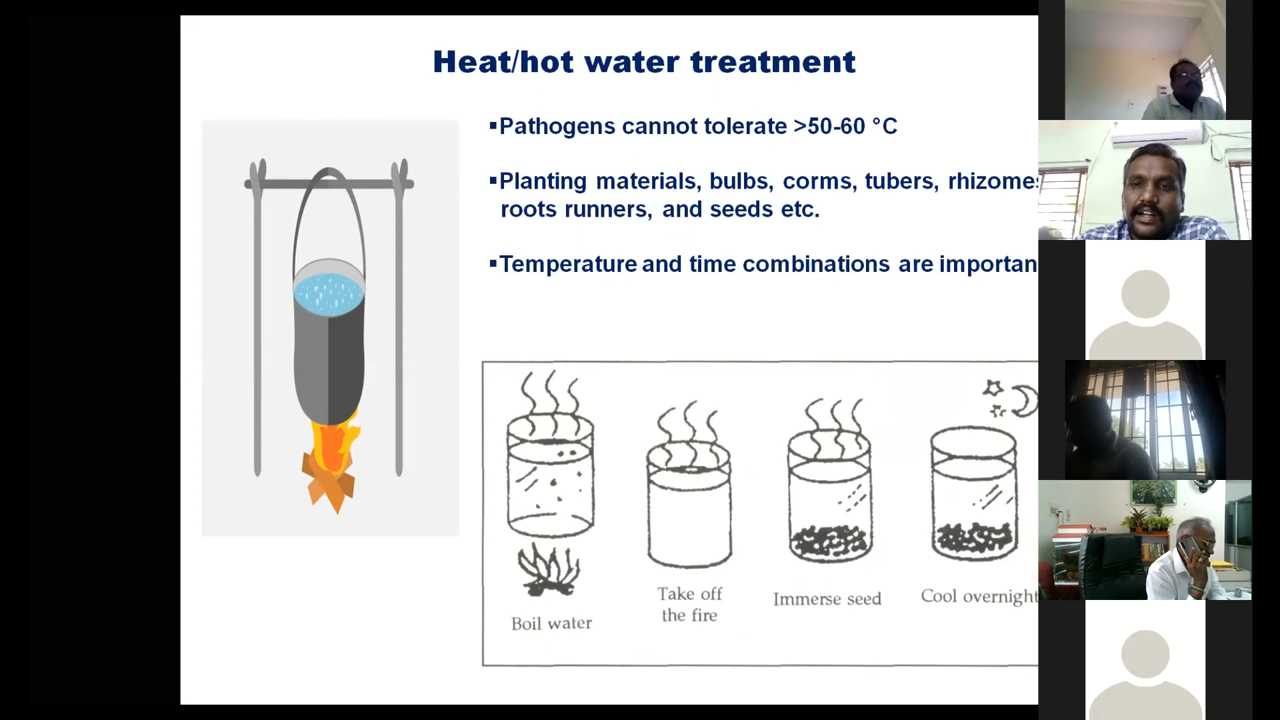 Heat/hot water treatment
▪Pathogens cannot tolerate >50-60 °C
▪Planting materials, bulbs, corms, tubers, rhizomes
roots runners, and seeds etc.
▪Temperature and time combinations are importan
Boil water
Take off
the fire
Immerse seed
Cool overnight